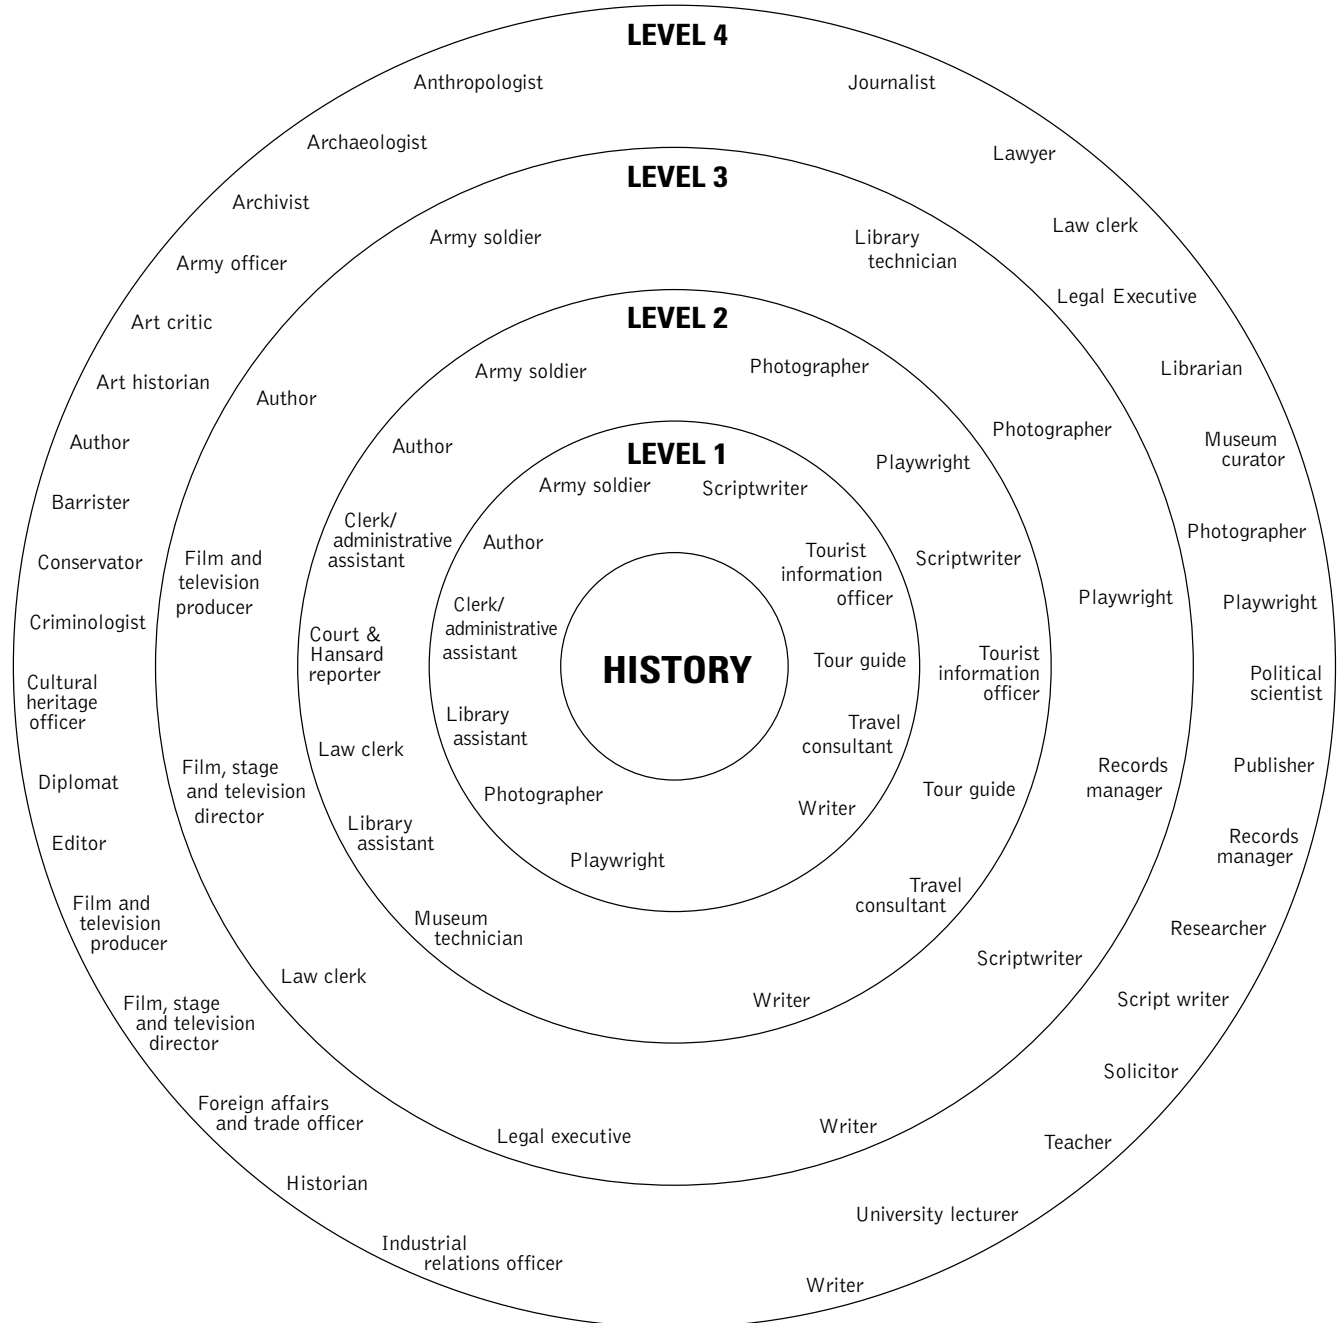 LEVEL 4
Anthropologist
Archaeologist
Archivist
Army officer
Art critic
Art historian
Author
Barrister
Conservator
Criminologist
Cultural
heritage
officer
Diplomat
Editor
Film and
television
producer
Film, stage
and television
director
Foreign affairs
and trade officer
Historian
Industrial
relations officer
Journalist
Lawyer
Law clerk
Legal Executive
Librarian
Museum
curator
Photographer
Playwright
Political
scientist
Publisher
Records
manager
Researcher
Script writer
Solicitor
Teacher
University lecturer
Writer
LEVEL 3
Army soldier
Author
Film and
television
producer
Film, stage
and television
director
Law clerk
Legal executive
Library
technician
Photographer
Playwright
Records
manager
Scriptwriter
Writer
LEVEL 2
Army soldier
Author
Clerk/
administrative
assistant
Court &
Hansard
reporter
Law clerk
Library
assistant
Museum
technician
Photographer
Playwright
Scriptwriter
Tourist
information
officer
Tour guide
Travel
consultant
Writer
LEVEL 1
Army soldier
Author
Clerk/
administrative
assistant
Library
assistant
Photographer
Playwright
Scriptwriter
Tourist
information
officer
Tour guide
Travel
consultant
Writer
HISTORY